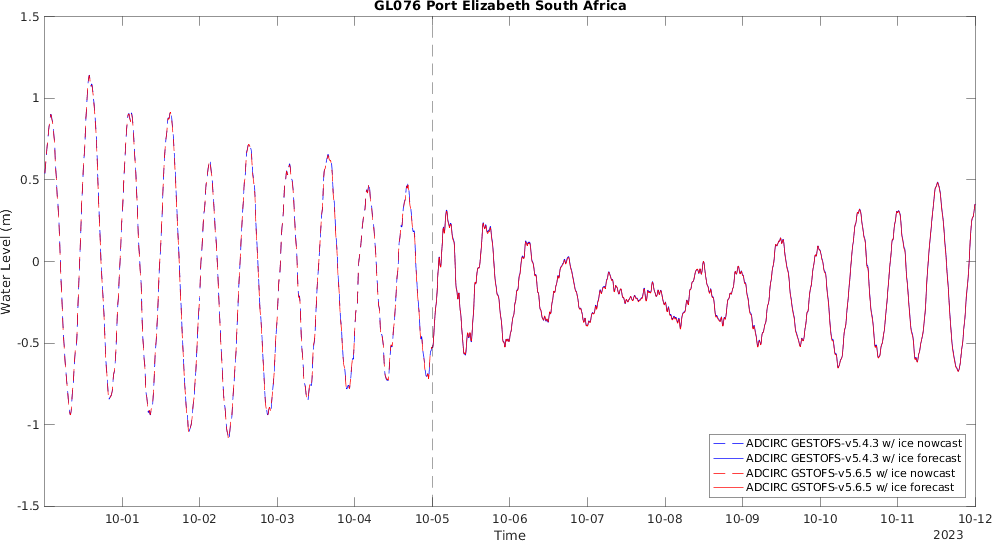 GL076 Port Elizabeth South Africa
1.5
1
0.5
0
-0.5
-1
-1.5
Water Level (m)
10-01 10-02 10-03 10-04 10-05 10-06 10-07 10-08 10-09 10-10 10-11 10-12
Time
2023
ADCIRC GESTOFS-v5.4.3 w/ ice nowcast
ADCIRC GESTOFS-v5.4.3 w/ ice forecast
ADCIRC GSTOFS-v5.6.5 w/ ice nowcast
ADCIRC GSTOFS-v5.6.5 w/ ice forecast